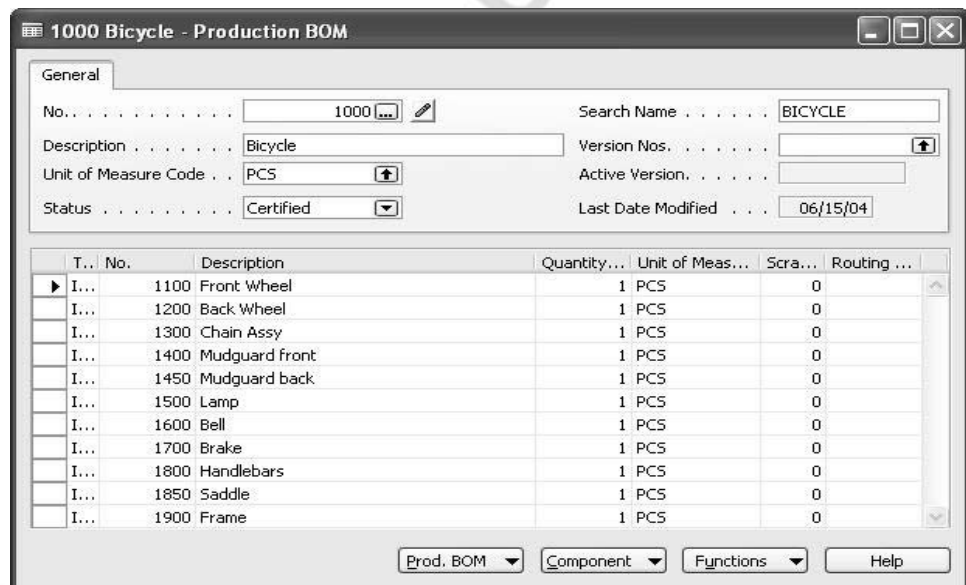 1000 Bicycle - Production BOM
General
No. . . . . . . . . . . . . 1000 ... Search Name . . . . . . BICYCLE
Description . . . . . . . Bicycle Version Nos. . . . . . .
Unit of Measure Code . . PCS Active Version. . . . . .
Status . . . . . . . . . Certified Last Date Modified . . . 06/15/04
T... No. Description Quantity... Unit of Meas... Scra... Routing ...
I... 1100 Front Wheel 1 PCS 0
I... 1200 Back Wheel 1 PCS 0
I... 1300 Chain Assy 1 PCS 0
I... 1400 Mudguard front 1 PCS 0
I... 1450 Mudguard back 1 PCS 0
I... 1500 Lamp 1 PCS 0
I... 1600 Bell 1 PCS 0
I... 1700 Brake 1 PCS 0
I... 1800 Handlebars 1 PCS 0
I... 1850 Saddle 1 PCS 0
I... 1900 Frame 1 PCS 0
Prod. BOM Component Functions Help